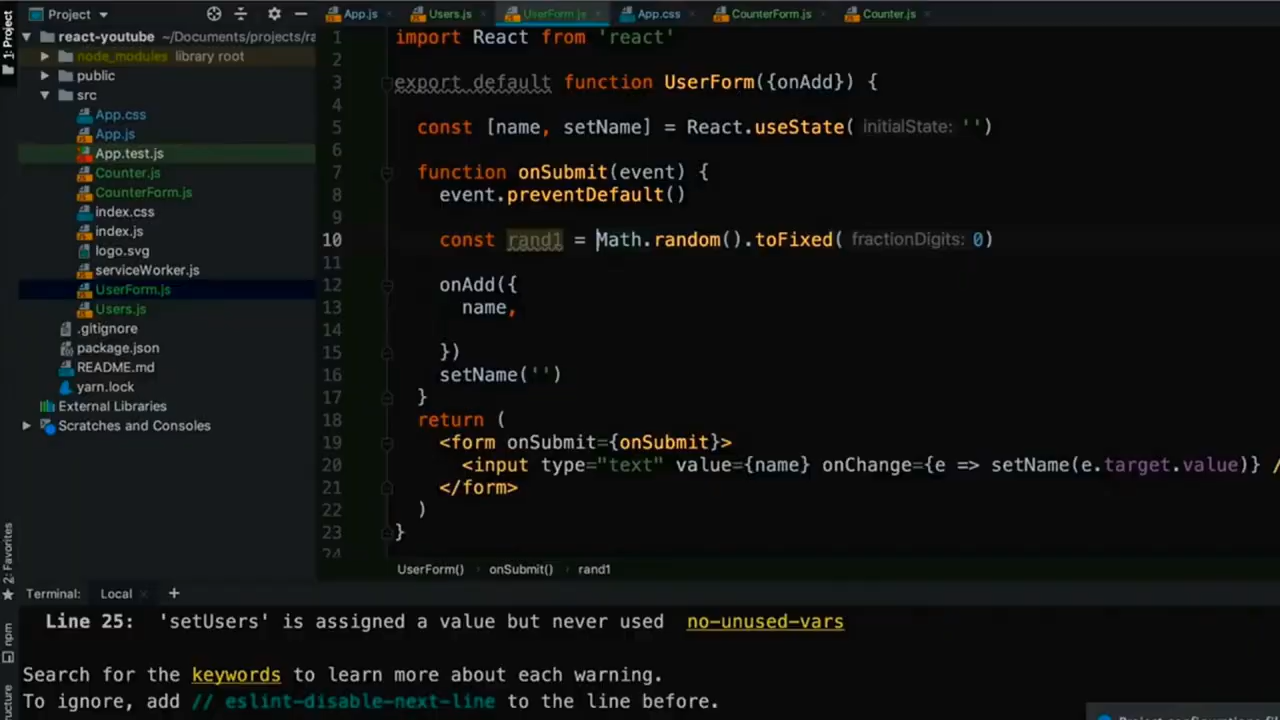 1: Project
Project
App.js
Users.js
UserForm.js
App.css
CounterForm.js
Counter.js
react-youtube ~/Documents/projects/ra
node_modules library root
public
src
App.css
App.js
App.test.js
Counter.js
CounterForm.js
index.css
index.js
logo.svg
serviceWorker.js
UserForm.js
Users.js
.gitignore
package.json
README.md
yarn.lock
External Libraries
Scratches and Consoles
1 import React from 'react'
2
3 export default function UserForm({onAdd}) {
4
5 const [name, setName] = React.useState( initialState: '')
6
7 function onSubmit(event) {
8 event.preventDefault()
9
10 const rand1 = Math.random().toFixed( fractionDigits: 0)
11
12 onAdd({
13 name,
14
15 })
16 setName('')
17 }
18 return (
19 <form onSubmit={onSubmit}>
20 <input type="text" value={name} onChange={e => setName(e.target.value)} /
21 </form>
22 )
23 }
24
UserForm() onSubmit() rand1
2: Favorites
npm
Terminal: Local +
Line 25: 'setUsers' is assigned a value but never used no-unused-vars
Search for the keywords to learn more about each warning.
To ignore, add // eslint-disable-next-line to the line before.